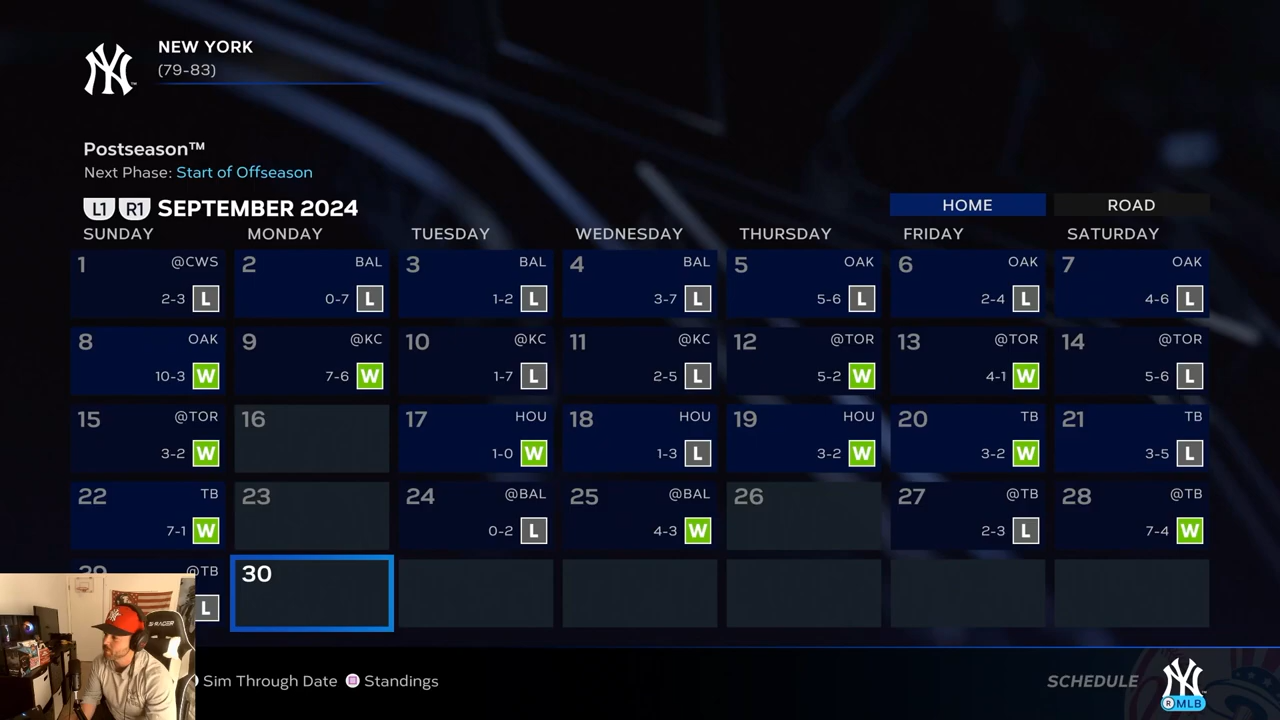 NEW YORK
(79-83)
Postseason™
Next Phase: Start of Offseason
L1 R1 SEPTEMBER 2024
HOME ROAD
SUNDAY MONDAY TUESDAY WEDNESDAY THURSDAY FRIDAY SATURDAY
1 @CWS 2 BAL 3 BAL 4 BAL 5 OAK 6 OAK 7 OAK
2-3 L 0-7 L 1-2 L 3-7 L 5-6 L 2-4 L 4-6 L
8 OAK 9 @KC 10 @KC 11 @KC 12 @TOR 13 @TOR 14 @TOR
10-3 W 7-6 W 1-7 L 2-5 L 5-2 W 4-1 W 5-6 L
15 @TOR 16 17 HOU 18 HOU 19 HOU 20 TB 21 TB
3-2 W 1-0 W 1-3 L 3-2 W 3-2 W 3-5 L
22 TB 23 24 @BAL 25 @BAL 26 27 @TB 28 @TB
7-1 W 0-2 L 4-3 W 2-3 L 7-4 W
29 @TB 30
L
Sim Through Date Standings
SCHEDULE
NY
R MLB
S-RACER